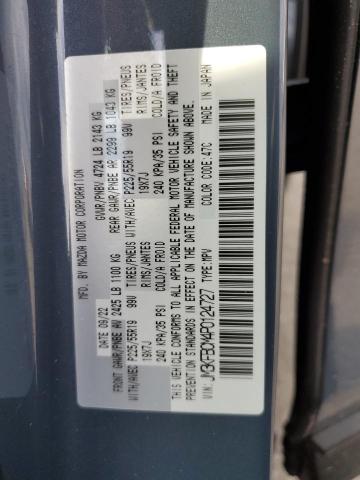 MFD. BY MAZDA MOTOR CORPORATION
DATE 09/22 GVWR/PNBV 4724 LB 2143 KG
FRONT GAWR/PNBE AV 2425 LB 1100 KG REAR GAWR/PNBE AR 2299 LB 1043 KG
TIRES/PNEUS WITH/AVEC P225/55R19 99V TIRES/PNEUS WITH/AVEC P225/55R19 99V
RIMS/JANTES 19X7J RIMS/JANTES 19X7J
COLD/A FROID 240 KPA/35 PSI COLD/A FROID 240 KPA/35 PSI
THIS VEHICLE CONFORMS TO ALL APPLICABLE FEDERAL MOTOR VEHICLE SAFETY AND THEFT
PREVENTION STANDARDS IN EFFECT ON THE DATE OF MANUFACTURE SHOWN ABOVE.
MADE IN JAPAN
VIN: JM3KFBCM4P0124727 TYPE:MPV COLOR CODE: 47C